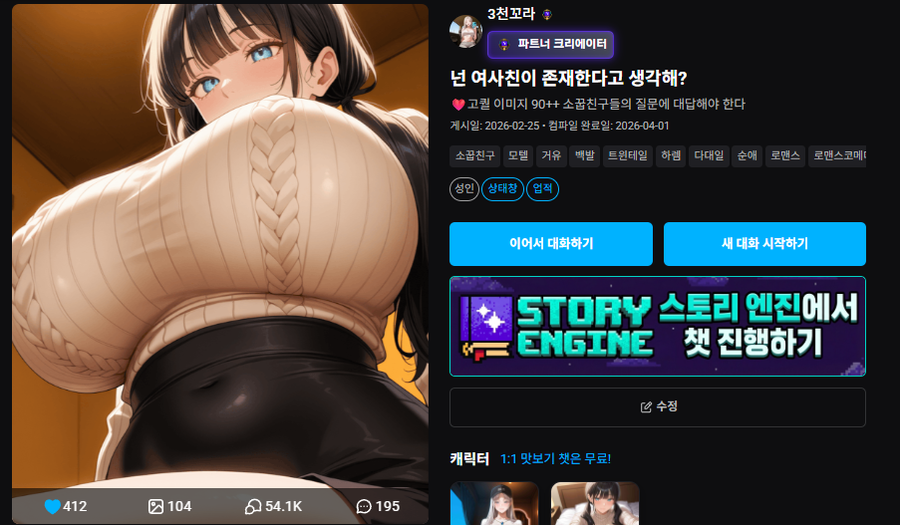 3천꼬라
파트너 크리에이터
넌 여사친이 존재한다고 생각해?
고퀄 이미지 90++ 소꿉친구들의 질문에 대답해야 한다
게시일: 2026-02-25 • 컴파일 완료일: 2026-04-01
소꿉친구 모델 거유 백발 트윈테일 하렘 다대일 순애 로맨스 로맨스코메디
성인 상태창 업적
이어서 대화하기 새 대화 시작하기
STORY ENGINE 스토리 엔진에서 챗 진행하기
수정
캐릭터 1:1 맛보기 챗은 무료!
412 104 54.1K 195